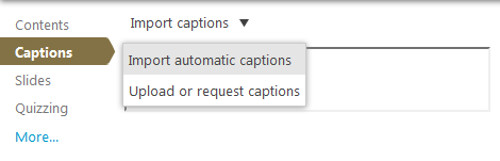 Contents
Captions
Slides
Quizzing
More...
Import captions
Import automatic captions
Upload or request captions